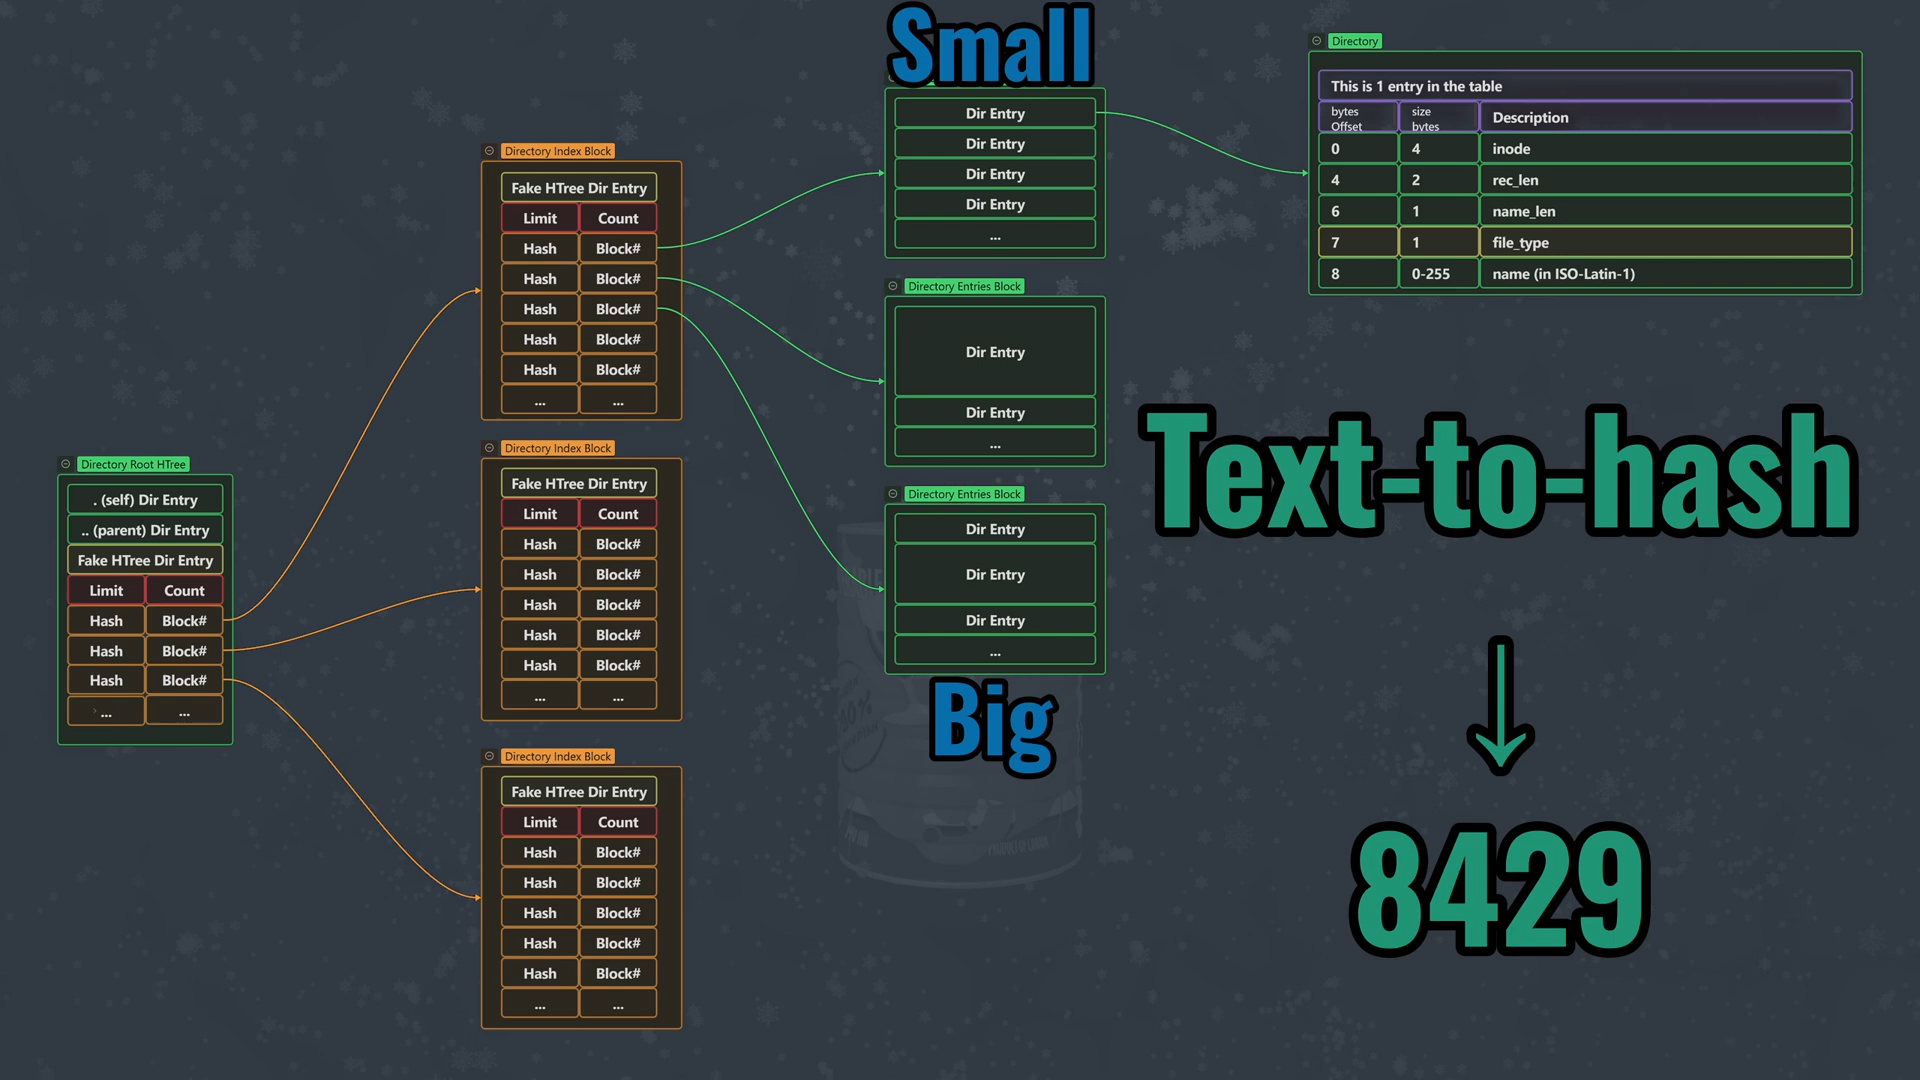 Small
Directory
This is 1 entry in the table
bytes Offset size bytes Description
0 4 inode
4 2 rec_len
6 1 name_len
7 1 file_type
8 0-255 name (in ISO-Latin-1)
Dir Entry
Dir Entry
Dir Entry
Dir Entry
...
Directory Entries Block
Dir Entry
Dir Entry
...
Directory Entries Block
Dir Entry
Dir Entry
Dir Entry
...
Big
Directory Index Block
Fake HTree Dir Entry
Limit Count
Hash Block#
Hash Block#
Hash Block#
Hash Block#
Hash Block#
... ...
Directory Index Block
Fake HTree Dir Entry
Limit Count
Hash Block#
Hash Block#
Hash Block#
Hash Block#
Hash Block#
... ...
Directory Index Block
Fake HTree Dir Entry
Limit Count
Hash Block#
Hash Block#
Hash Block#
Hash Block#
Hash Block#
... ...
Directory Root HTree
. (self) Dir Entry
.. (parent) Dir Entry
Fake HTree Dir Entry
Limit Count
Hash Block#
Hash Block#
Hash Block#
... ...
Text-to-hash
8429